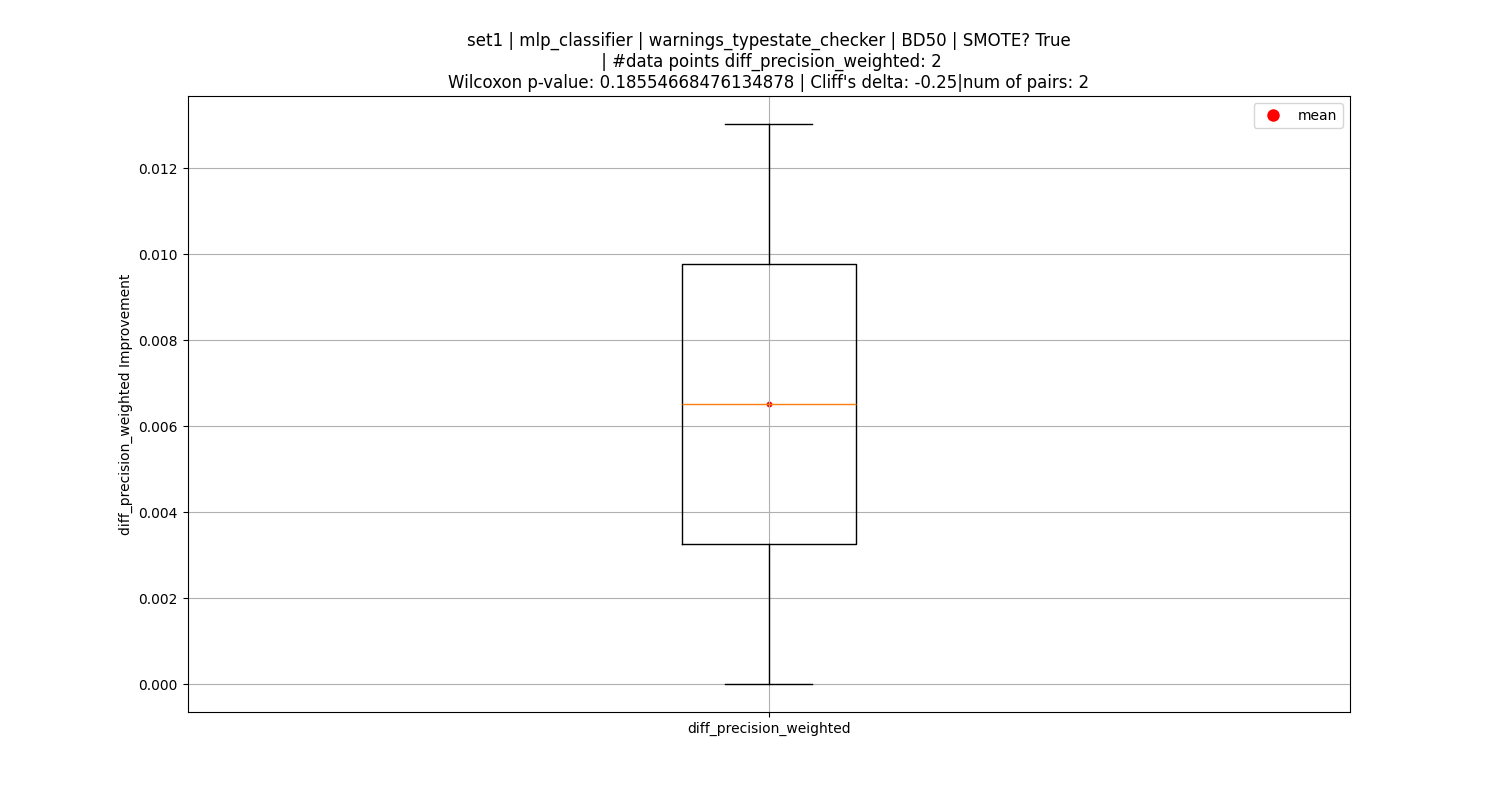 set1 | mlp_classifier | warnings_typestate_checker | BD50 | SMOTE? True
| #data points diff_precision_weighted: 2
Wilcoxon p-value: 0.18554668476134878 | Cliff's delta: -0.25|num of pairs: 2
mean
0.012
0.010
0.008
0.006
0.004
0.002
0.000
diff_precision_weighted Improvement
diff_precision_weighted